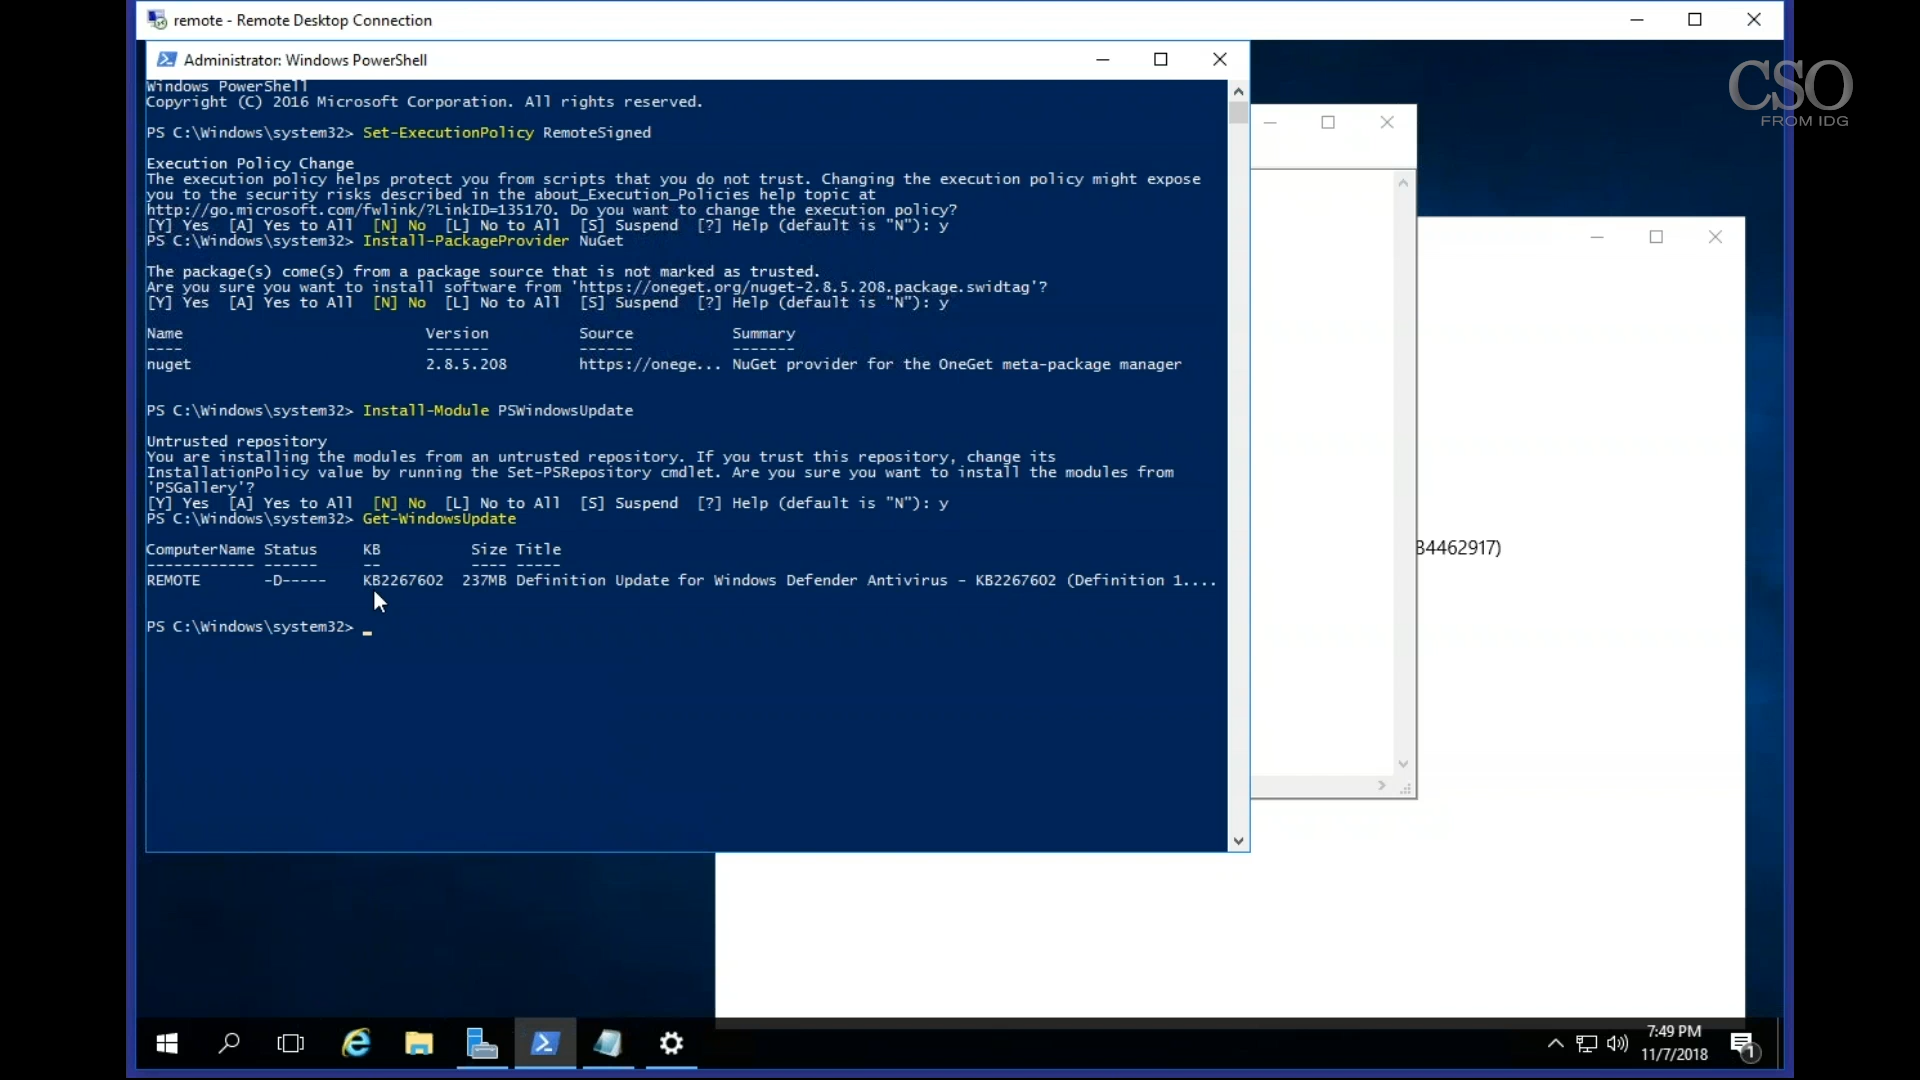 remote - Remote Desktop Connection
Administrator: Windows PowerShell
CSO
FROM IDG
Windows PowerShell
Copyright (C) 2016 Microsoft Corporation. All rights reserved.
PS C:\Windows\system32> Set-ExecutionPolicy RemoteSigned
Execution Policy Change
The execution policy helps protect you from scripts that you do not trust. Changing the execution policy might expose
you to the security risks described in the about_Execution_Policies help topic at
http://go.microsoft.com/fwlink/?LinkID=135170. Do you want to change the execution policy?
[Y] Yes  [A] Yes to All  [N] No  [L] No to All  [S] Suspend  [?] Help (default is "N"): y
PS C:\Windows\system32> Install-PackageProvider NuGet
The package(s) come(s) from a package source that is not marked as trusted.
Are you sure you want to install software from 'https://oneget.org/nuget-2.8.5.208.package.swidtag'?
[Y] Yes  [A] Yes to All  [N] No  [L] No to All  [S] Suspend  [?] Help (default is "N"): y
Name Version Source Summary
---- ------- ------ -------
nuget 2.8.5.208 https://onege... NuGet provider for the OneGet meta-package manager
PS C:\Windows\system32> Install-Module PSWindowsUpdate
Untrusted repository
You are installing the modules from an untrusted repository. If you trust this repository, change its
InstallationPolicy value by running the Set-PSRepository cmdlet. Are you sure you want to install the modules from
'PSGallery'?
[Y] Yes  [A] Yes to All  [N] No  [L] No to All  [S] Suspend  [?] Help (default is "N"): y
PS C:\Windows\system32> Get-WindowsUpdate
ComputerName Status KB Size Title
------------ ------ -- ---- -----
REMOTE -D----- KB2267602 237MB Definition Update for Windows Defender Antivirus - KB2267602 (Definition 1....
PS C:\Windows\system32>
84462917)
7:49 PM
11/7/2018
1